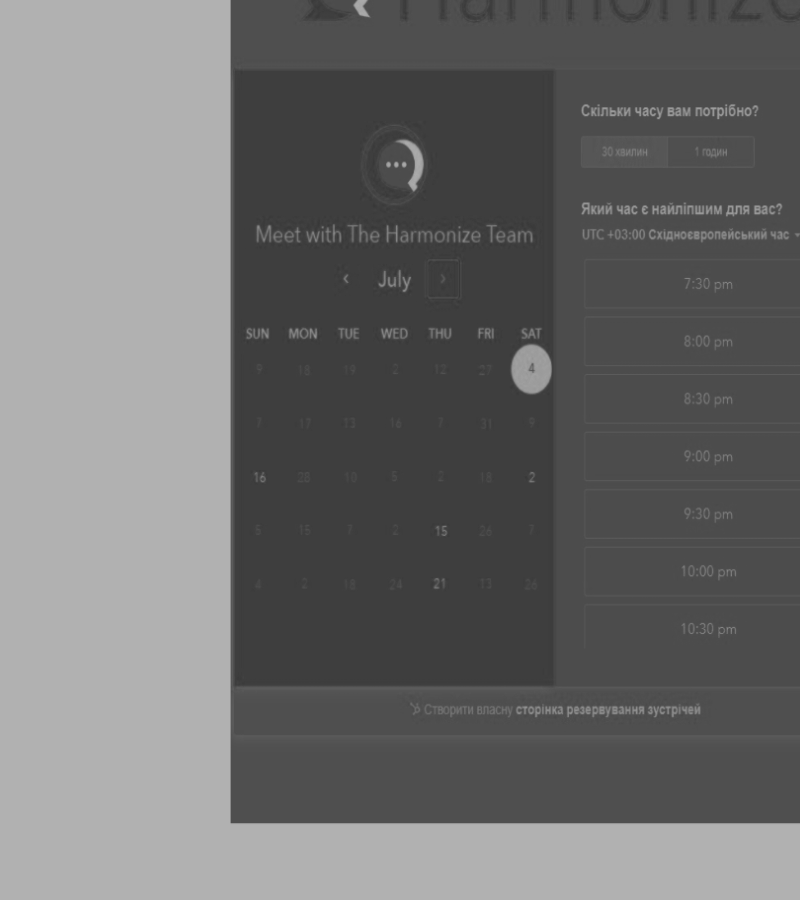 Harmonize
Скільки часу вам потрібно?
30 хвилин 1 годин
Meet with The Harmonize Team
Який час є найліпшим для вас?
UTC +03:00 Східноєвропейський час
July
7:30 pm
8:00 pm
8:30 pm
9:00 pm
9:30 pm
10:00 pm
10:30 pm
SUN MON TUE WED THU FRI SAT
9 18 19 2 12 27 4
7 17 13 16 7 31 9
16 28 10 5 2 18 2
5 15 7 2 15 26 7
4 2 18 24 21 13 26
Створити власну сторінка резервування зустрічей